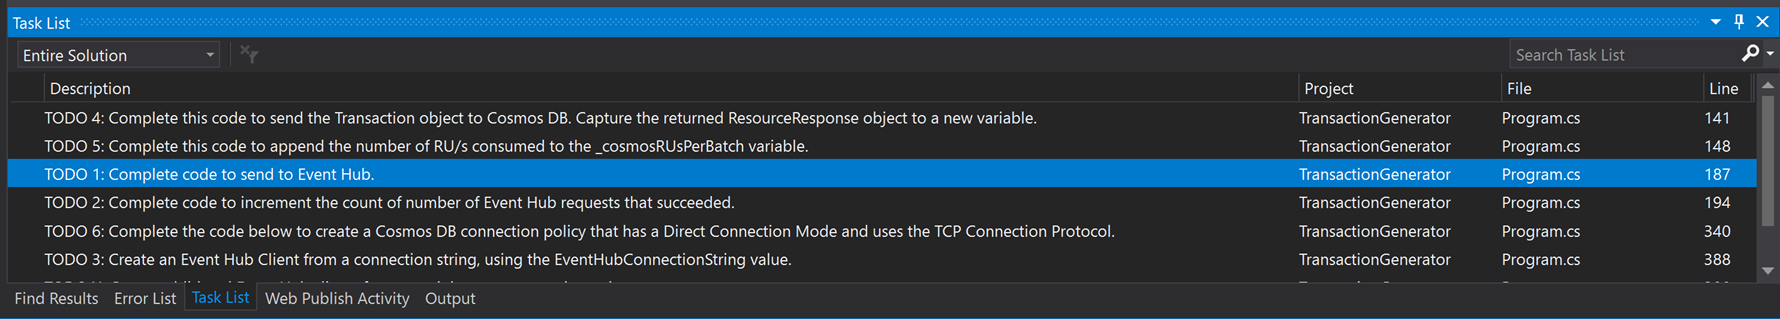 Task List
Entire Solution
Search Task List
Description Project File Line
TODO 4: Complete this code to send the Transaction object to Cosmos DB. Capture the returned ResourceResponse object to a new variable. TransactionGenerator Program.cs 141
TODO 5: Complete this code to append the number of RU/s consumed to the _cosmosRUsPerBatch variable. TransactionGenerator Program.cs 148
TODO 1: Complete code to send to Event Hub. TransactionGenerator Program.cs 187
TODO 2: Complete code to increment the count of number of Event Hub requests that succeeded. TransactionGenerator Program.cs 194
TODO 6: Complete the code below to create a Cosmos DB connection policy that has a Direct Connection Mode and uses the TCP Connection Protocol. TransactionGenerator Program.cs 340
TODO 3: Create an Event Hub Client from a connection string, using the EventHubConnectionString value. TransactionGenerator Program.cs 388
Find Results Error List Task List Web Publish Activity Output